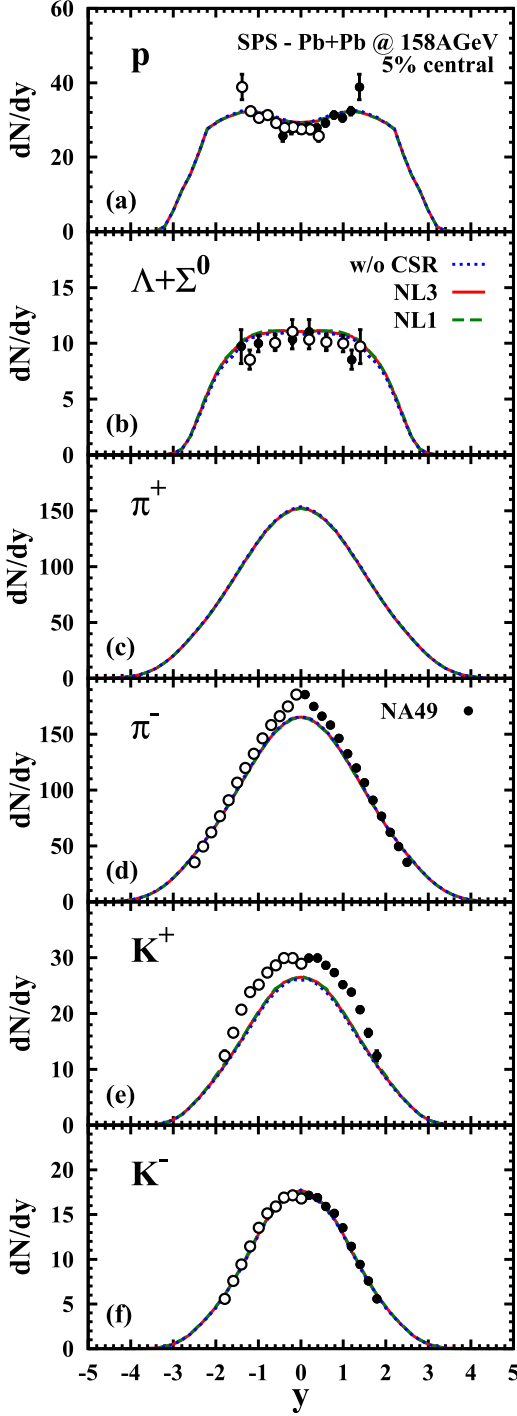 p
SPS - Pb+Pb @ 158AGeV
5% central
dN/dy
60
40
20
0
(a)
Λ+Σ⁰
w/o CSR
NL3
NL1
dN/dy
15
10
5
0
(b)
π⁺
dN/dy
150
100
50
0
(c)
π⁻
NA49
dN/dy
150
100
50
0
(d)
K⁺
dN/dy
30
20
10
0
(e)
K⁻
dN/dy
20
15
10
5
0
(f)
-5 -4 -3 -2 -1 0 1 2 3 4 5
y